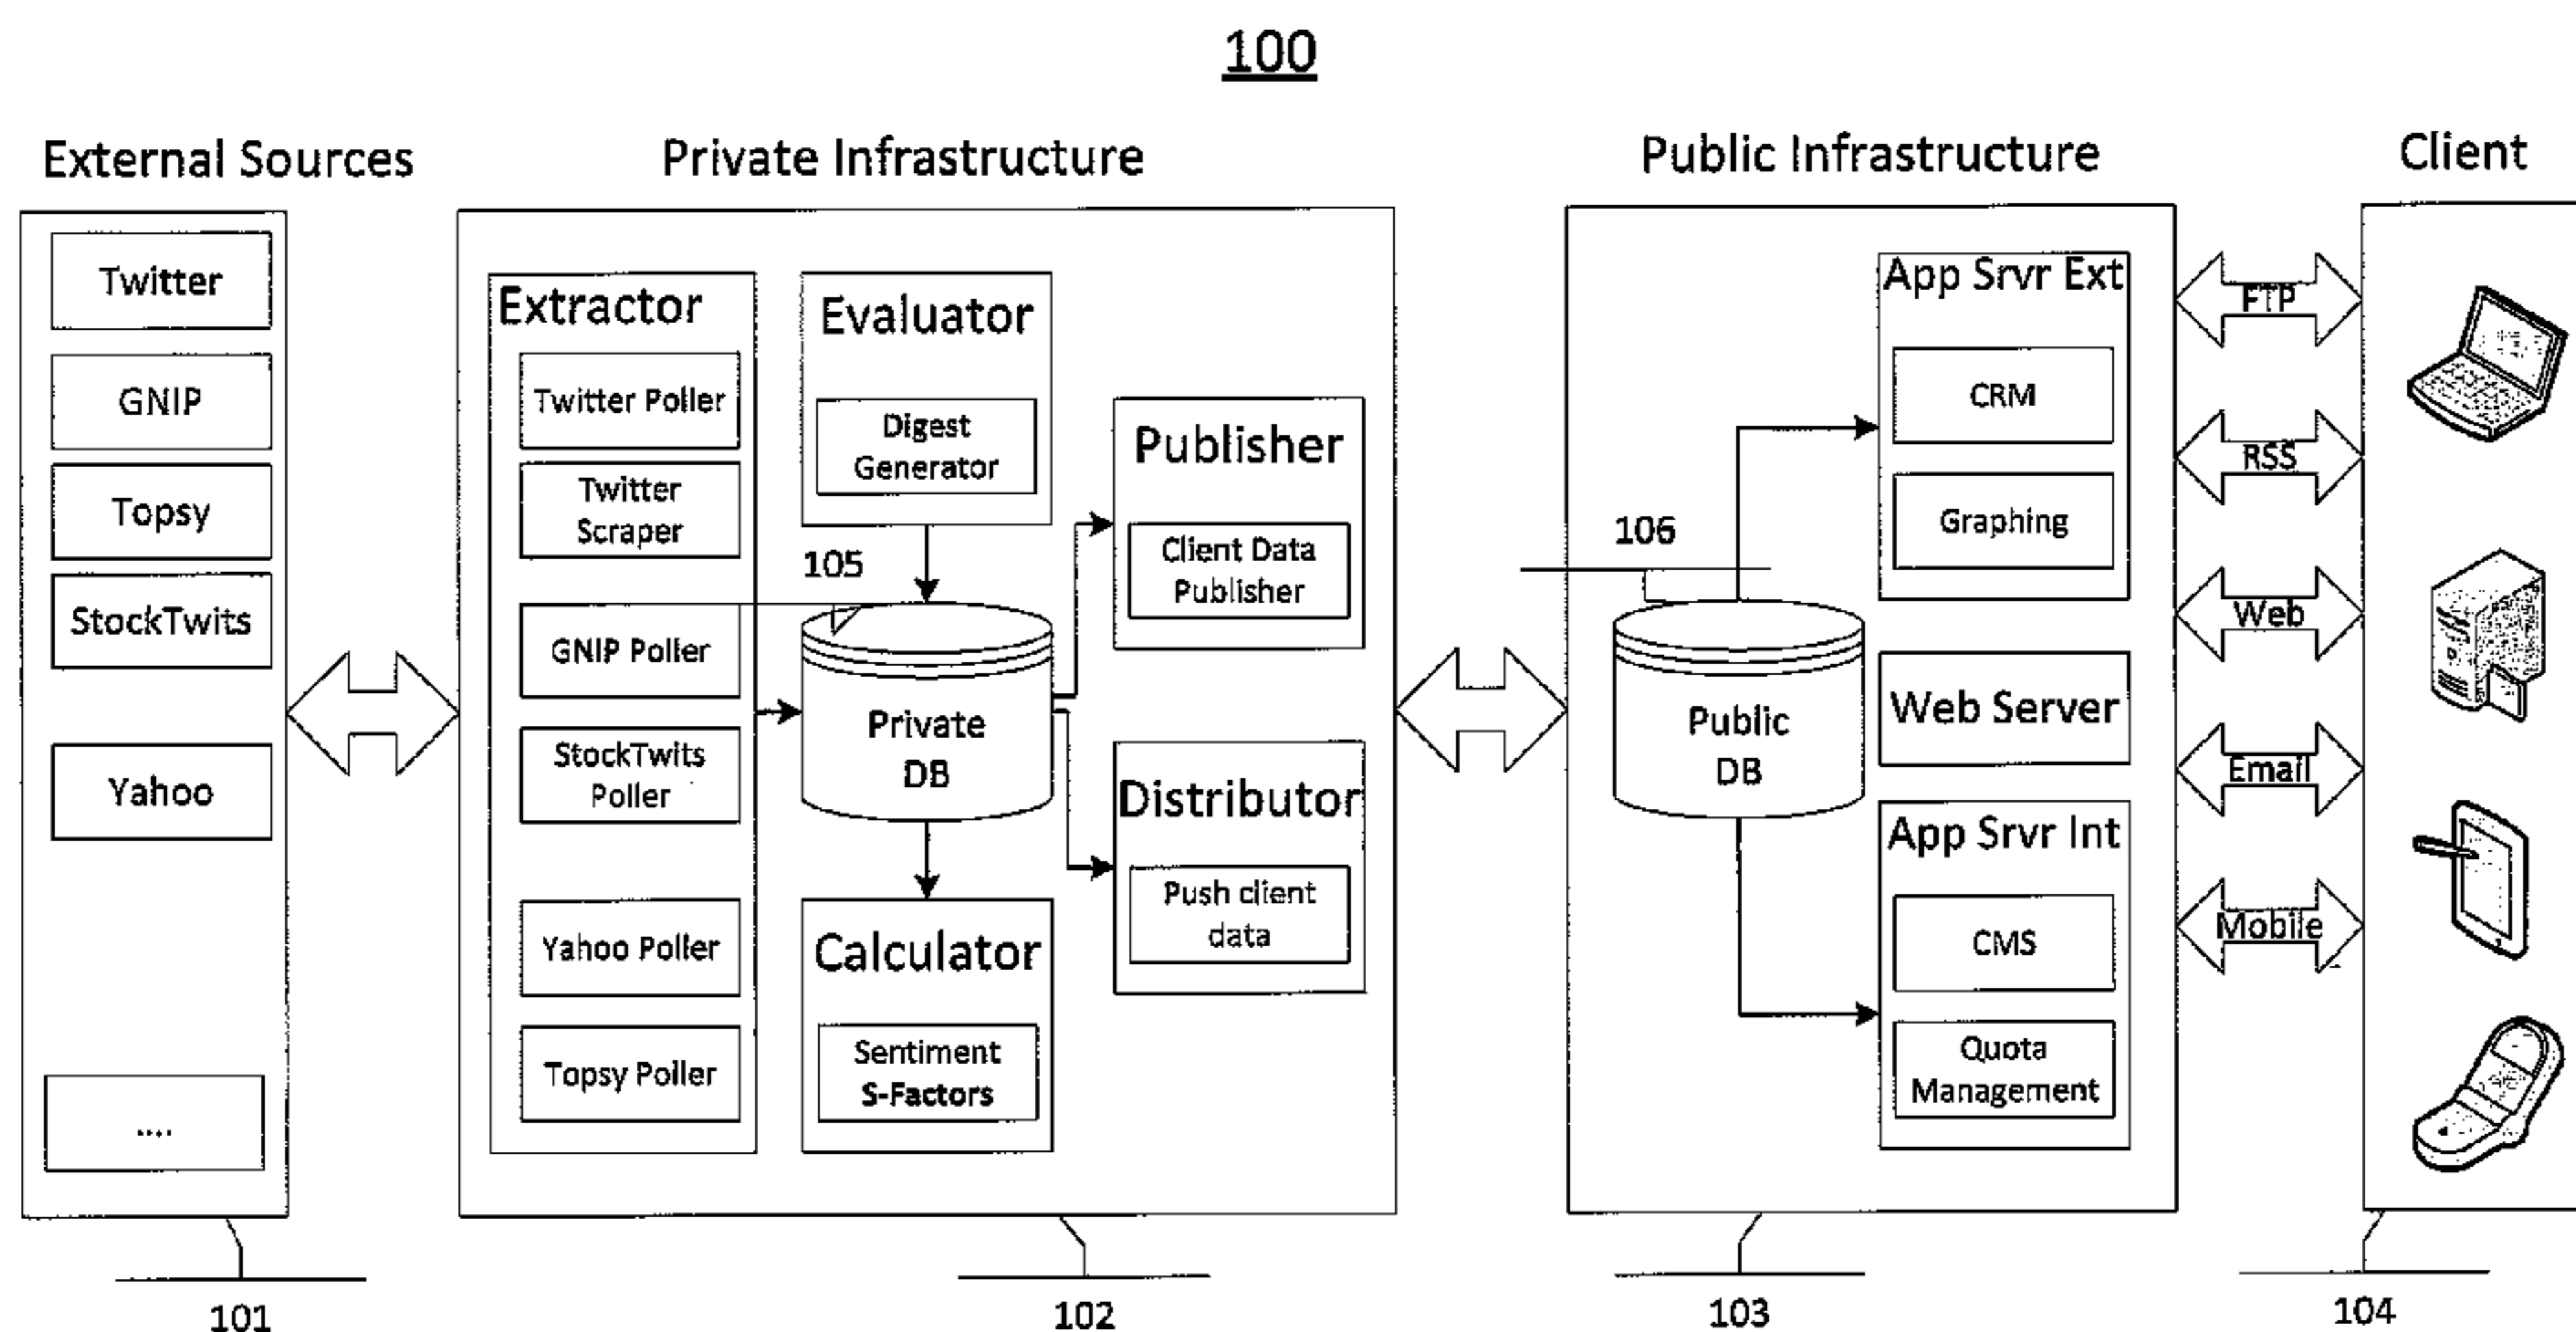 100
External Sources
Twitter
GNIP
Topsy
StockTwits
Yahoo
....
101
Private Infrastructure
Extractor
Twitter Poller
Twitter
Scraper
GNIP Poller
StockTwits
Poller
Yahoo Poller
Topsy Poller
Evaluator
Digest
Generator
105
Private
DB
Calculator
Sentiment
S-Factors
Publisher
Client Data
Publisher
Distributor
Push client
data
102
Public Infrastructure
106
Public
DB
App Srvr Ext
CRM
Graphing
Web Server
App Srvr Int
CMS
Quota
Management
103
FTP
RSS
Web
Email
Mobile
Client
104